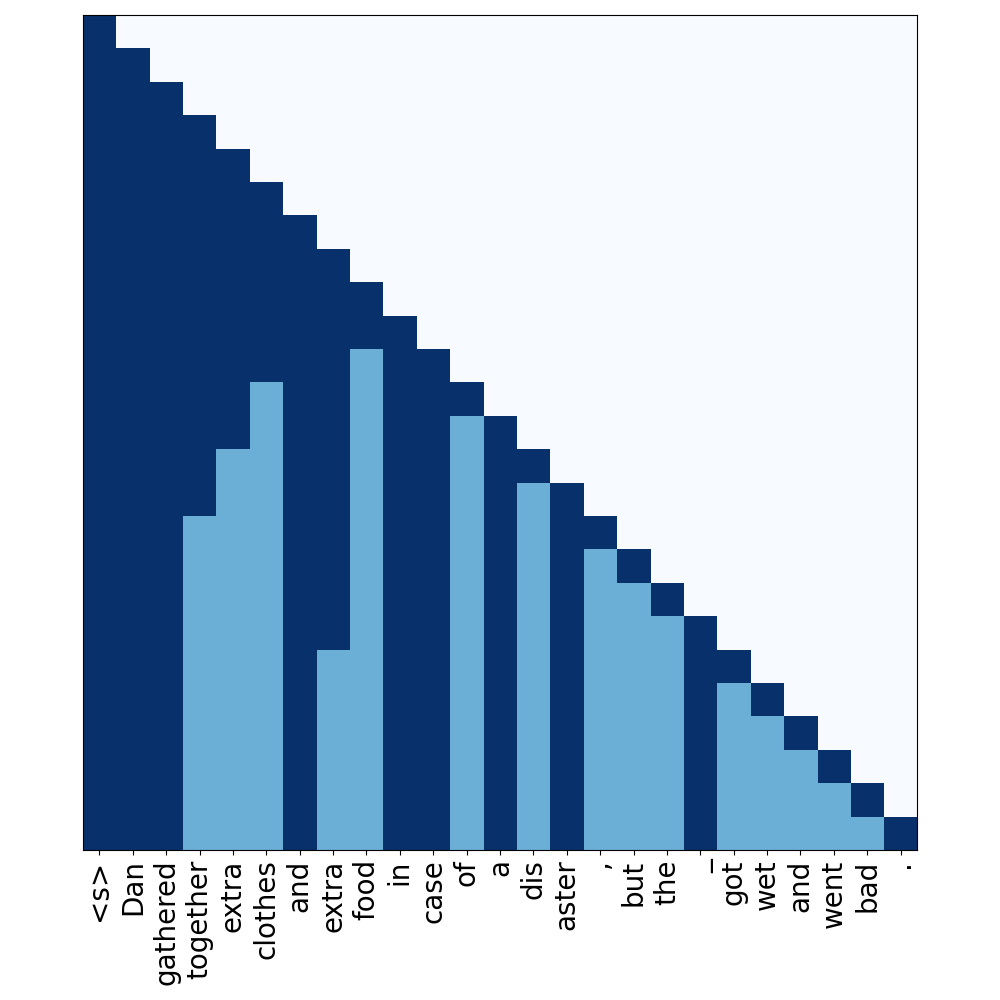 <s> Dan gathered together extra clothes and extra food in case of a dis aster , but the _ got wet and went bad .